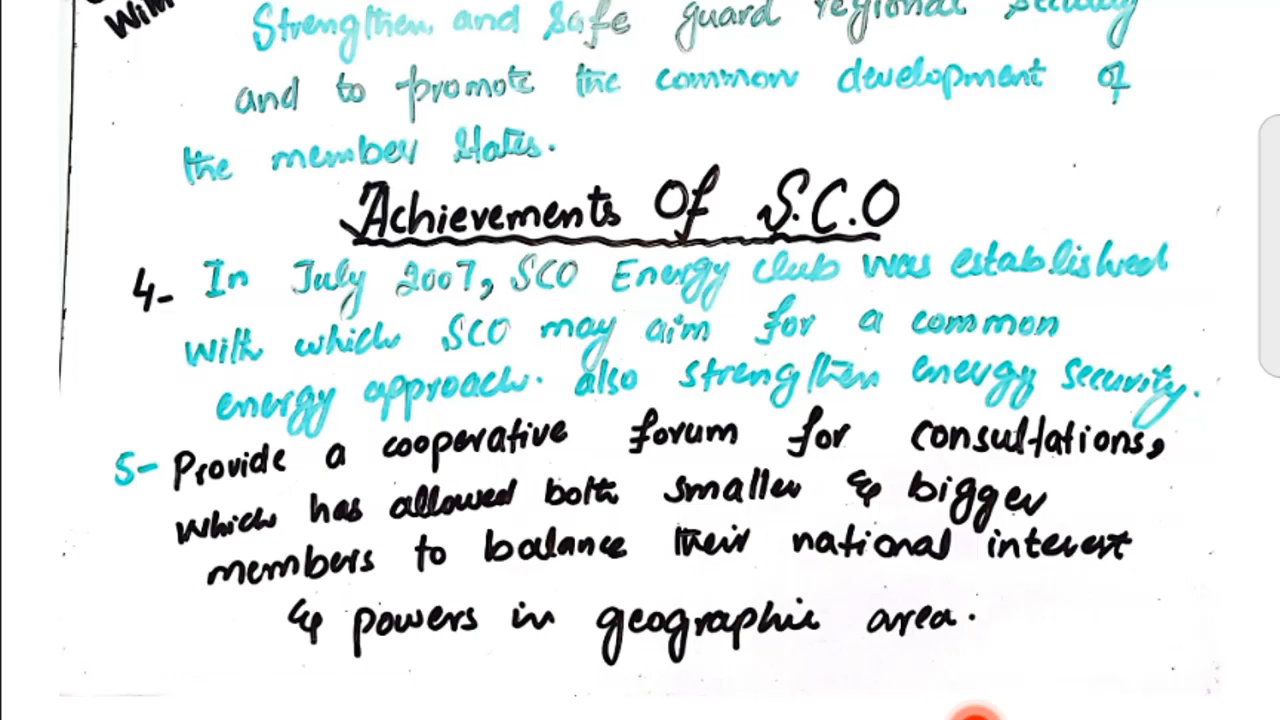 With
Strengthen and Safe guard regional security
and to promote the common development of
the member States.
Achievements Of S.C.O
4- In July 2007, SCO Energy club was established
with which SCO may aim for a common
energy approach. also strengthen energy security.
5- Provide a cooperative forum for consultations,
which has allowed both smaller & bigger
members to balance their national interest
& powers in geographic area.